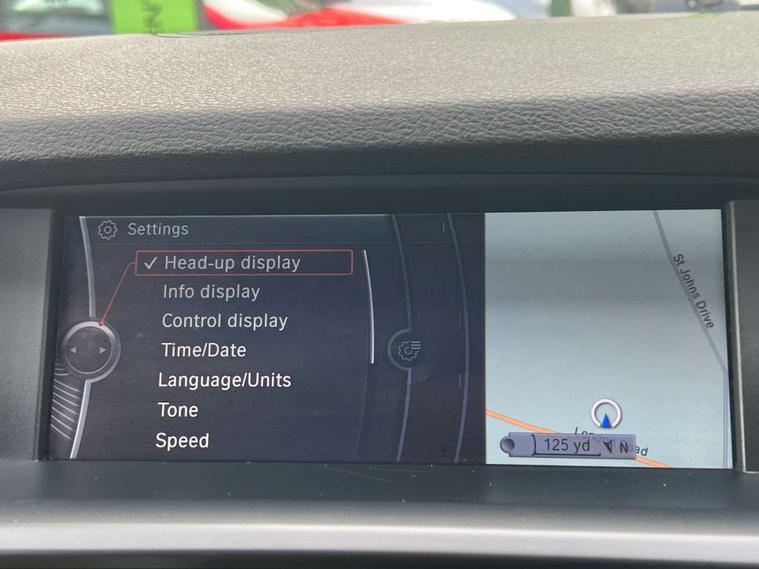 Settings
✓ Head-up display
Info display
Control display
Time/Date
Language/Units
Tone
Speed
St Johns Drive
125 yd
N